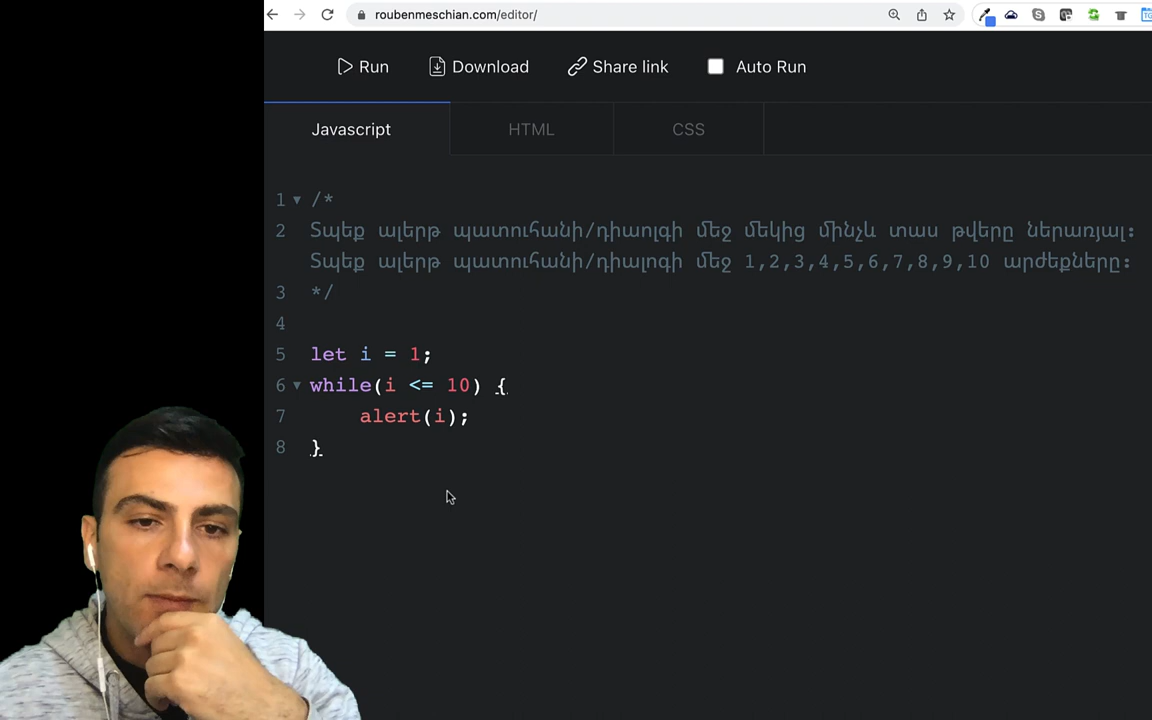 roubenmeschian.com/editor/
Run Download Share link Auto Run
Javascript HTML CSS
1 /*
2 Տպեք ալերթ պատուհանի/դիաոլգի մեջ մեկից մինչև տաս թվերը ներառյալ:
Տպեք ալերթ պատուհանի/դիալոգի մեջ 1,2,3,4,5,6,7,8,9,10 արժեքները:
3 */
4
5 let i = 1;
6 while(i <= 10) {
7 alert(i);
8 }